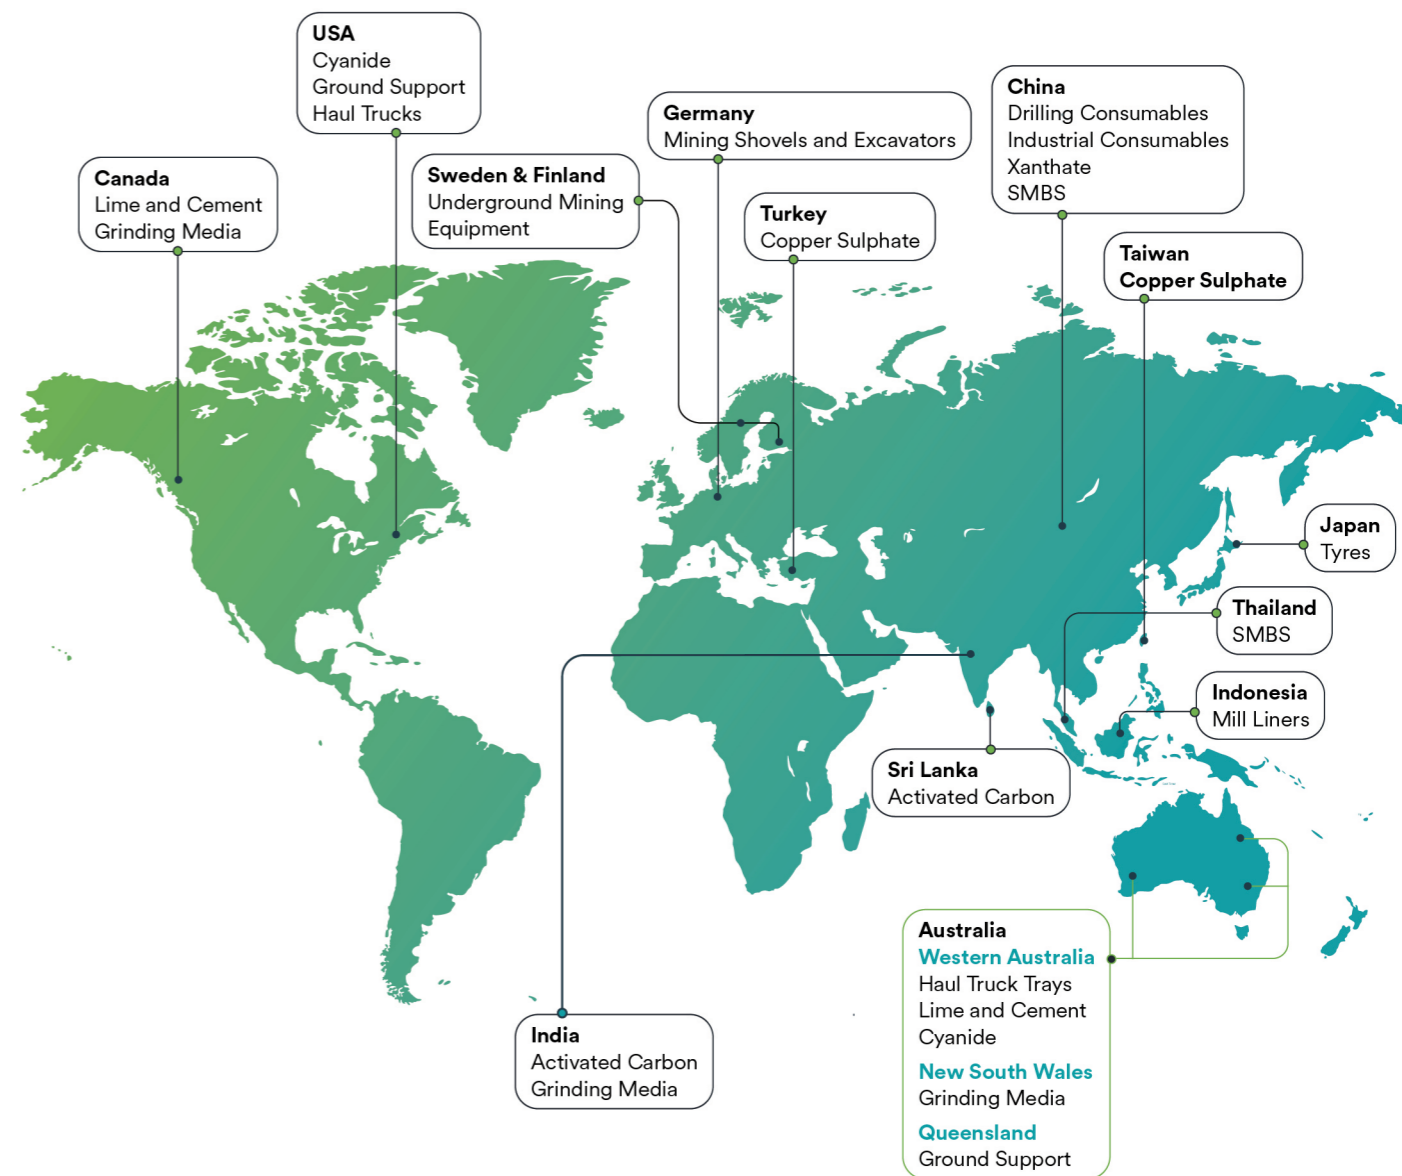 USA
Cyanide
Ground Support
Haul Trucks
Canada
Lime and Cement
Grinding Media
Sweden & Finland
Underground Mining
Equipment
Germany
Mining Shovels and Excavators
Turkey
Copper Sulphate
China
Drilling Consumables
Industrial Consumables
Xanthate
SMBS
Taiwan
Copper Sulphate
Japan
Tyres
Thailand
SMBS
Indonesia
Mill Liners
Sri Lanka
Activated Carbon
India
Activated Carbon
Grinding Media
Australia
Western Australia
Haul Truck Trays
Lime and Cement
Cyanide
New South Wales
Grinding Media
Queensland
Ground Support